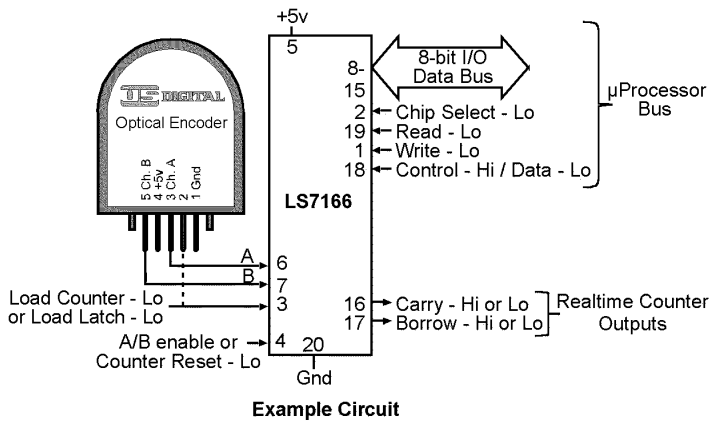 +5v
5
US DIGITAL
Optical Encoder
5 Ch. B
4 +5v
3 Ch. A
2
1 Gnd
8-
15
8-bit I/O
Data Bus
2 Chip Select - Lo
19 Read - Lo
1 Write - Lo
18 Control - Hi / Data - Lo
µProcessor
Bus
LS7166
A 6
B 7
Load Counter - Lo
or Load Latch - Lo
3
A/B enable or
Counter Reset - Lo
4
20
Gnd
16 Carry - Hi or Lo
17 Borrow - Hi or Lo
Realtime Counter
Outputs
Example Circuit